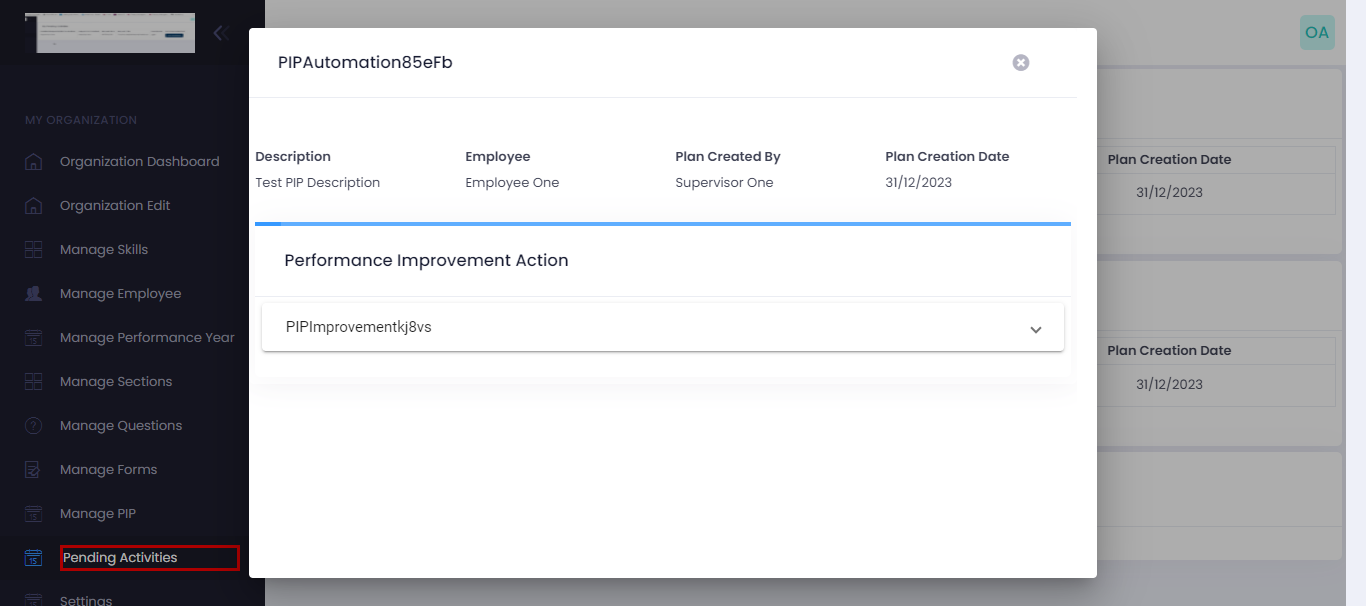 OA
MY ORGANIZATION
Organization Dashboard
Organization Edit
Manage Skills
Manage Employee
Manage Performance Year
Manage Sections
Manage Questions
Manage Forms
Manage PIP
Pending Activities
Settings
PIPAutomation85eFb
Description Employee Plan Created By Plan Creation Date
Test PIP Description Employee One Supervisor One 31/12/2023
Performance Improvement Action
PIPImprovementkj8vs
Plan Creation Date
31/12/2023
Plan Creation Date
31/12/2023